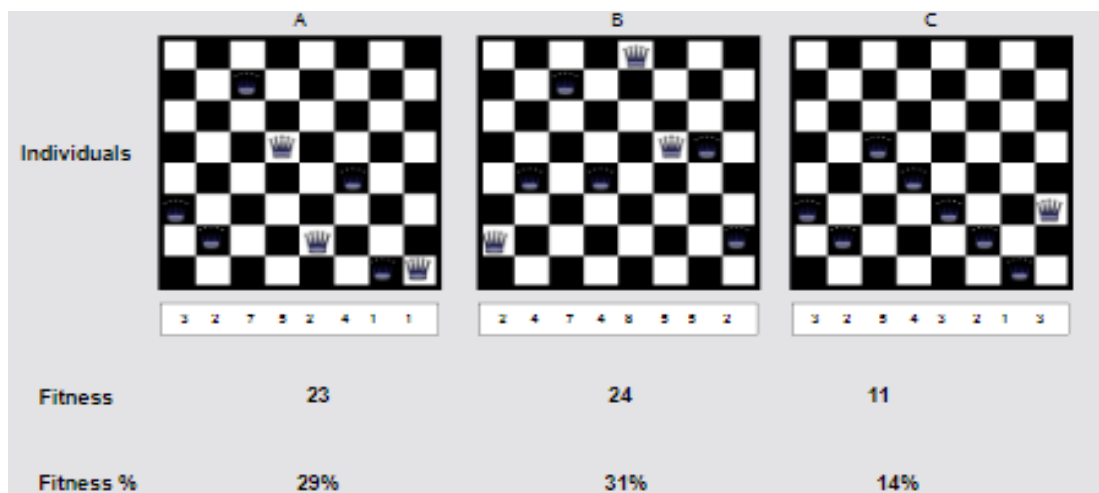 A B C
Individuals
3 2 7 5 2 4 1 1 2 4 7 4 8 5 5 2 3 2 5 4 3 2 1 3
Fitness 23 24 11
Fitness % 29% 31% 14%